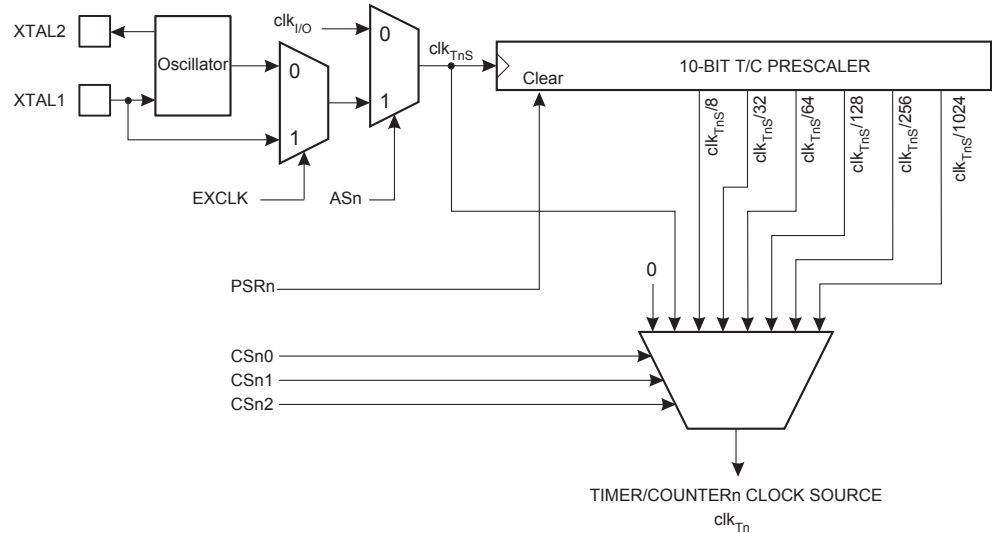 XTAL2
XTAL1
Oscillator
0
1
EXCLK
clkI/O
0
1
ASn
clkTnS
10-BIT T/C PRESCALER
Clear
clkTnS/8
clkTnS/32
clkTnS/64
clkTnS/128
clkTnS/256
clkTnS/1024
PSRn
0
CSn0
CSn1
CSn2
TIMER/COUNTERn CLOCK SOURCE
clkTn